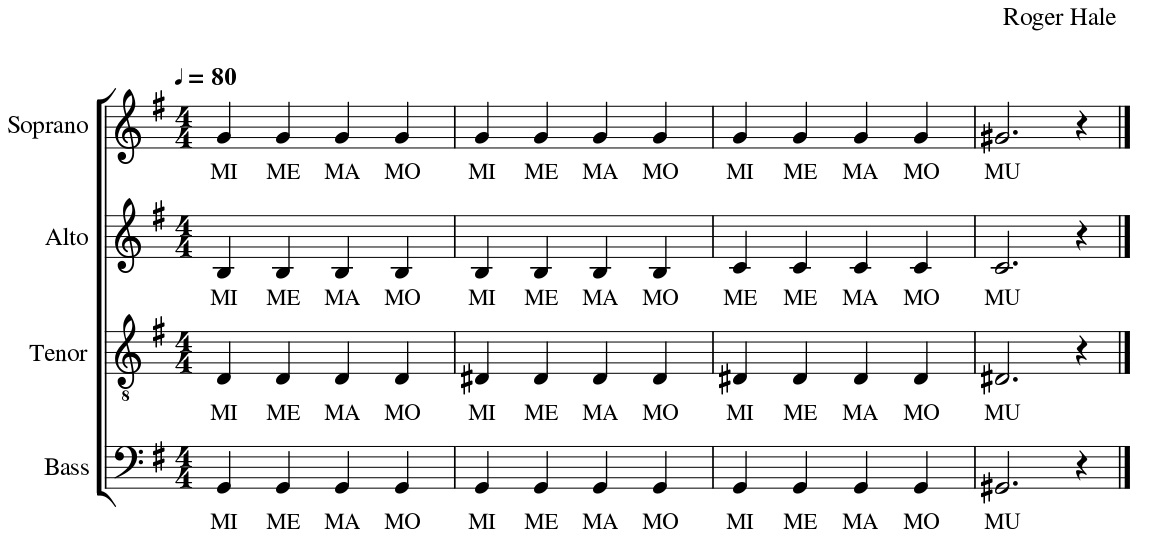 Roger Hale
♩ = 80
Soprano
MI ME MA MO MI ME MA MO MI ME MA MO MU
Alto
MI ME MA MO MI ME MA MO ME ME MA MO MU
Tenor
8
MI ME MA MO MI ME MA MO MI ME MA MO MU
Bass
MI ME MA MO MI ME MA MO MI ME MA MO MU